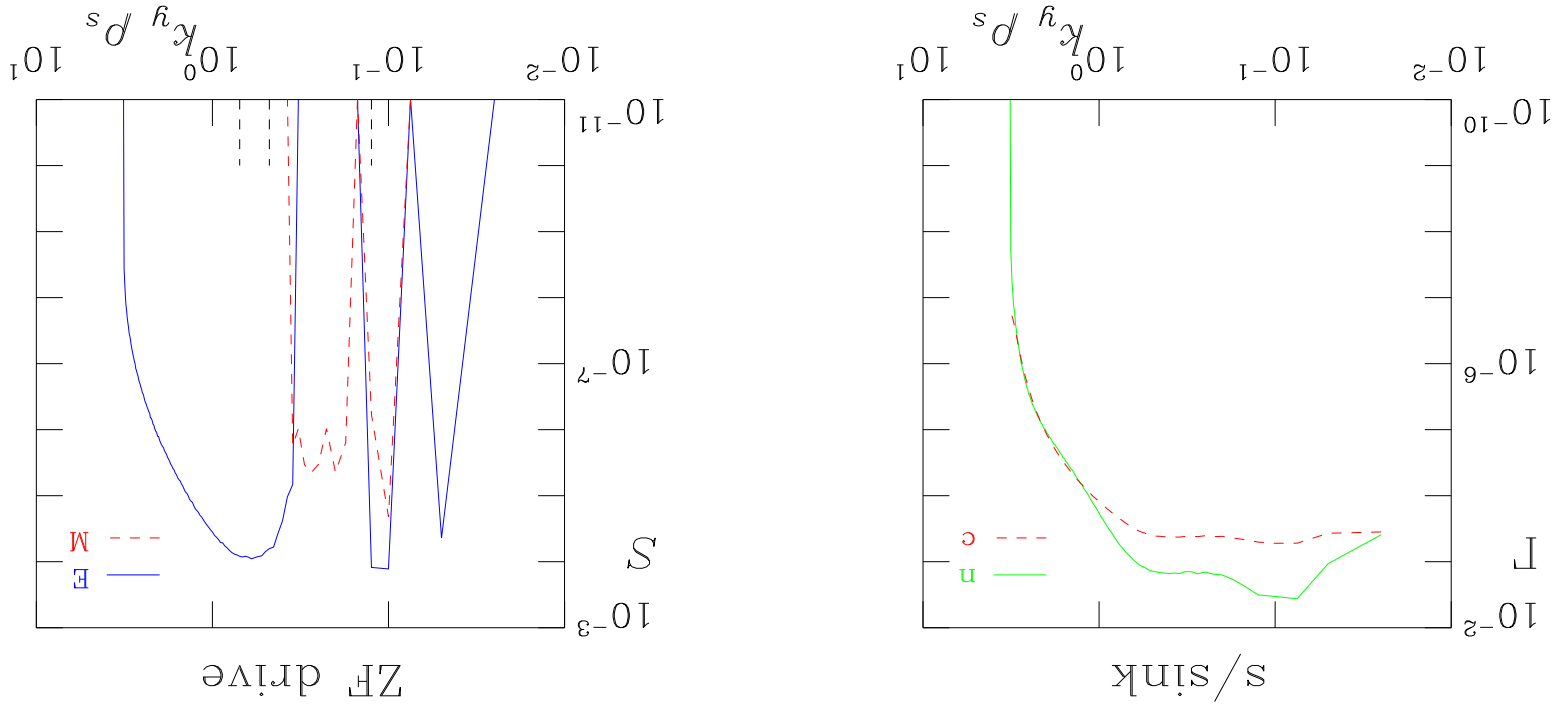 s/sink
10⁻²
Γ
n
c
10⁻⁶
10⁻¹⁰
10⁻² 10⁻¹ 10⁰ 10¹
k_y ρ_s
ZF drive
10⁻³
S
E
M
10⁻⁷
10⁻¹¹
10⁻² 10⁻¹ 10⁰ 10¹
k_y ρ_s